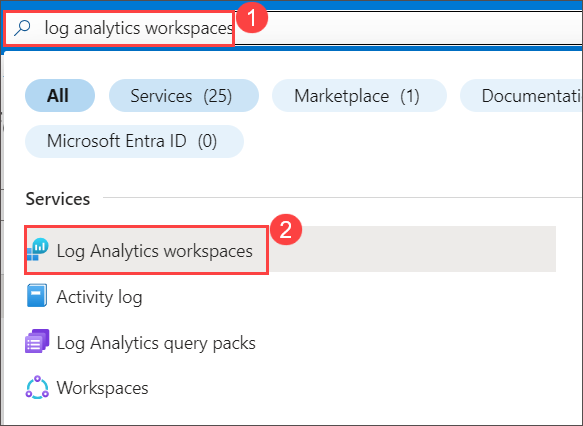 log analytics workspaces 1
All Services (25) Marketplace (1) Documentati
Microsoft Entra ID (0)
Services
2
Log Analytics workspaces
Activity log
Log Analytics query packs
Workspaces